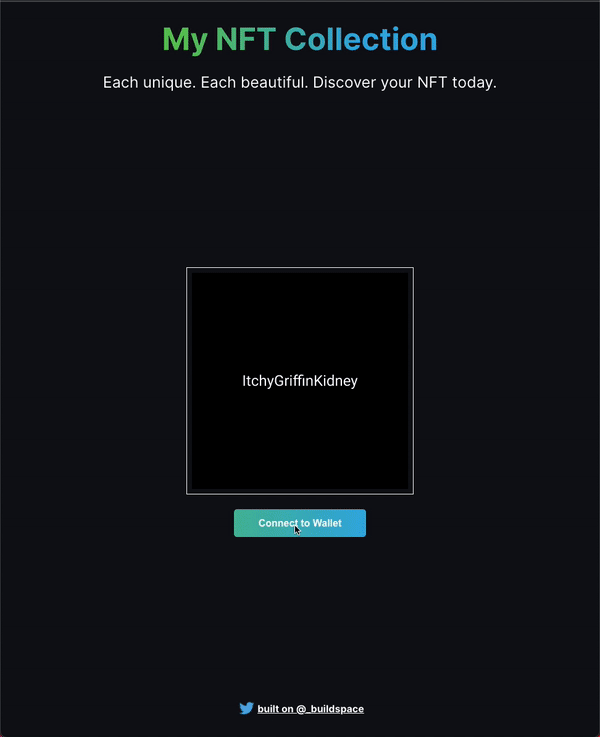 My NFT Collection
Each unique. Each beautiful. Discover your NFT today.
ItchyGriffinKidney
Connect to Wallet
built on @_buildspace